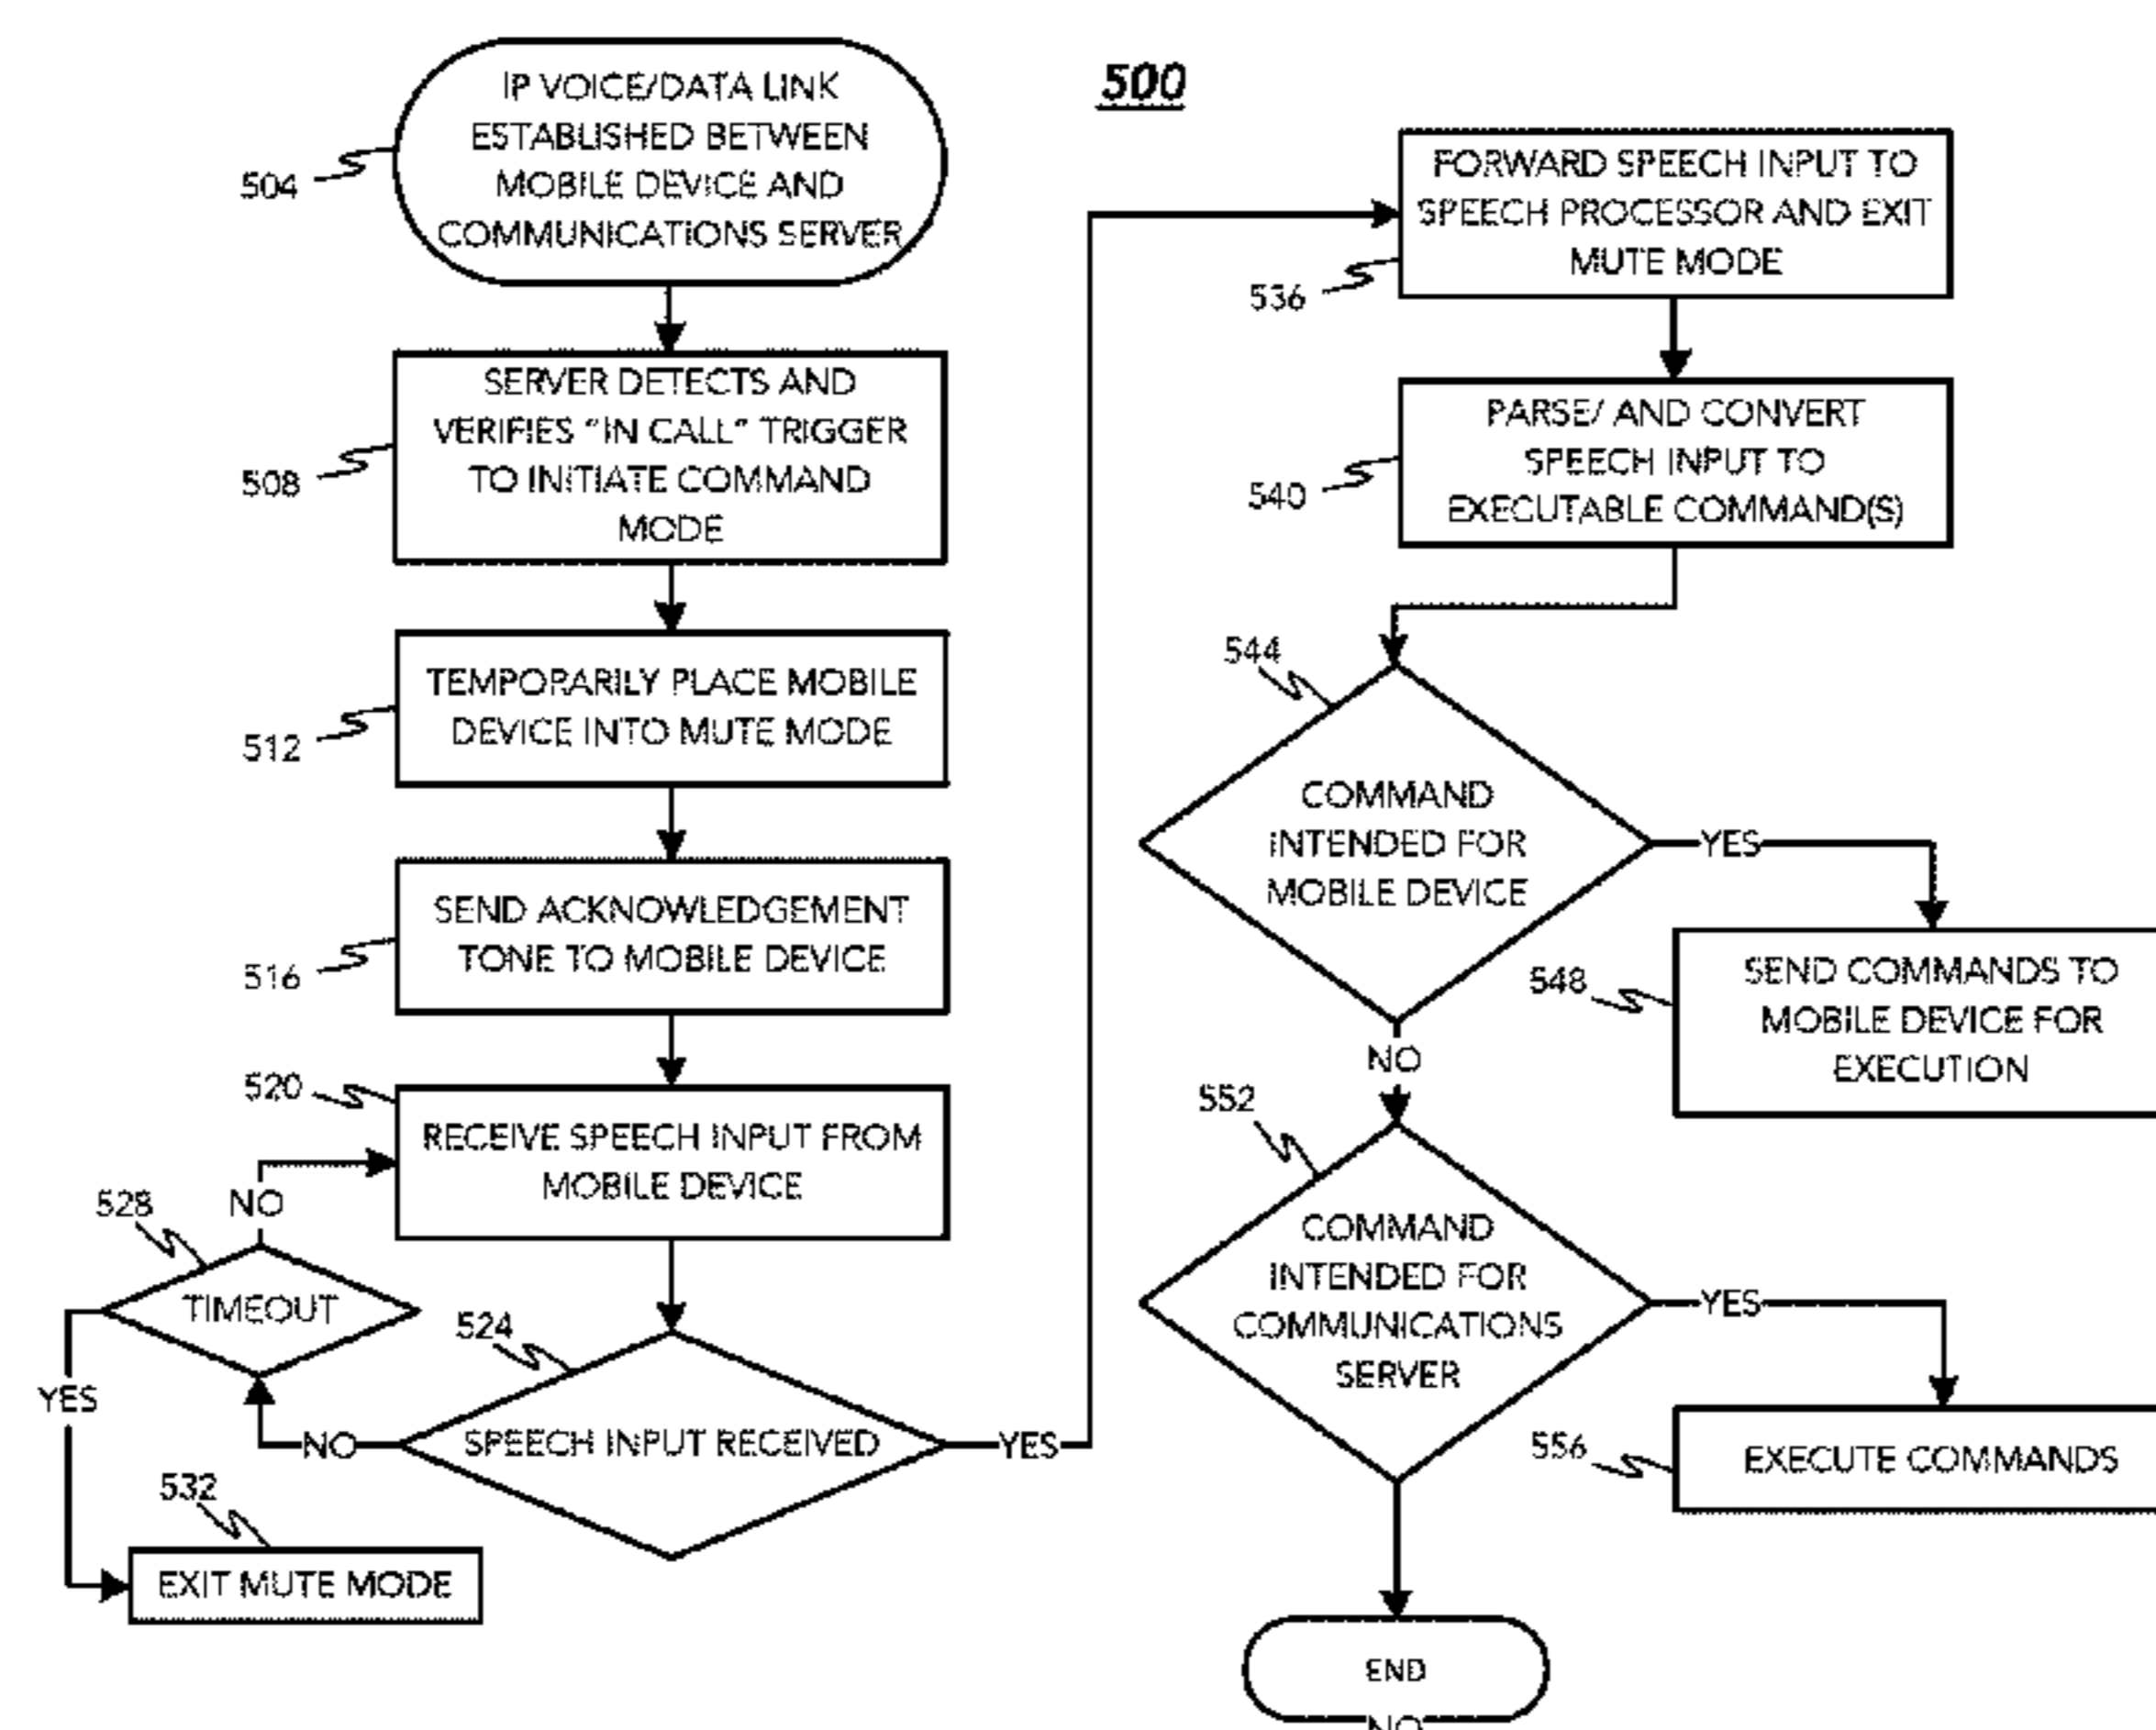 500
IP VOICE/DATA LINK
ESTABLISHED BETWEEN
MOBILE DEVICE AND
COMMUNICATIONS SERVER
504
SERVER DETECTS AND
VERIFIES “IN CALL” TRIGGER
TO INITIATE COMMAND
MODE
508
TEMPORARILY PLACE MOBILE
DEVICE INTO MUTE MODE
512
SEND ACKNOWLEDGEMENT
TONE TO MOBILE DEVICE
516
520
RECEIVE SPEECH INPUT FROM
MOBILE DEVICE
528
NO
TIMEOUT
YES
524
SPEECH INPUT RECEIVED
NO
YES
532
EXIT MUTE MODE
FORWARD SPEECH INPUT TO
SPEECH PROCESSOR AND EXIT
MUTE MODE
536
PARSE/ AND CONVERT
SPEECH INPUT TO
EXECUTABLE COMMAND(S)
540
544
COMMAND
INTENDED FOR
MOBILE DEVICE
YES
548
SEND COMMANDS TO
MOBILE DEVICE FOR
EXECUTION
NO
552
COMMAND
INTENDED FOR
COMMUNICATIONS
SERVER
YES
556
EXECUTE COMMANDS
END
NO